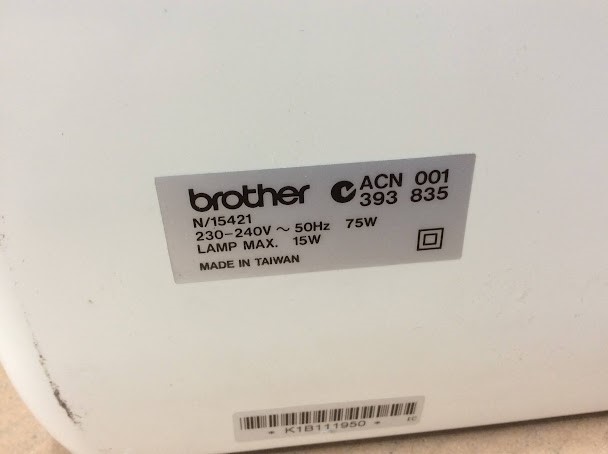 brother ACN 001
393 835
N/15421
230-240V ~ 50Hz 75W
LAMP MAX. 15W
MADE IN TAIWAN
* K1B111950 *